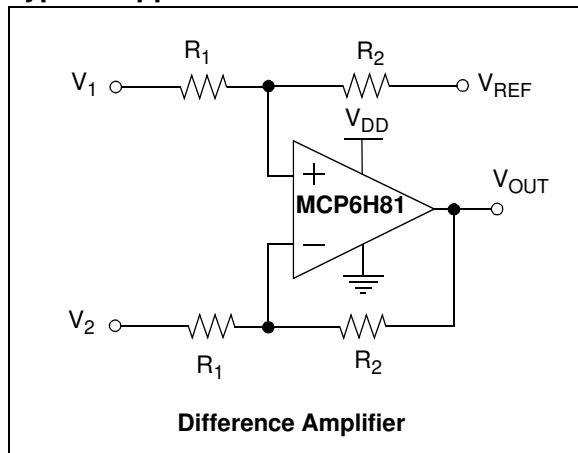 R1
R2
V1
VREF
VDD
+
VOUT
MCP6H81
−
V2
R1
R2
Difference Amplifier